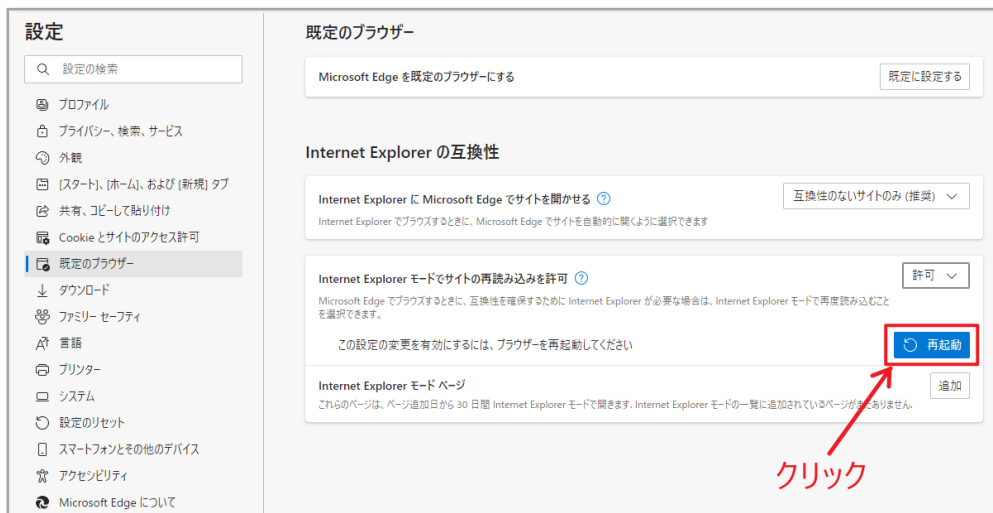 設定
設定の検索
プロファイル
プライバシー、検索、サービス
外観
[スタート]、[ホーム]、および [新規] タブ
共有、コピーして貼り付け
Cookie とサイトのアクセス許可
既定のブラウザー
ダウンロード
ファミリー セーフティ
言語
プリンター
システム
設定のリセット
スマートフォンとその他のデバイス
アクセシビリティ
Microsoft Edge について
既定のブラウザー
Microsoft Edge を既定のブラウザーにする
既定に設定する
Internet Explorer の互換性
Internet Explorer に Microsoft Edge でサイトを開かせる
互換性のないサイトのみ (推奨)
Internet Explorer でブラウズするときに、Microsoft Edge でサイトを自動的に開くように選択できます
Internet Explorer モードでサイトの再読み込みを許可
許可
Microsoft Edge でブラウズするときに、互換性を確保するために Internet Explorer が必要な場合は、Internet Explorer モードで再度読み込むこと
を選択できます。
この設定の変更を有効にするには、ブラウザーを再起動してください
再起動
Internet Explorer モード ページ
追加
これらのページは、ページ追加日から 30 日間 Internet Explorer モードで開きます. Internet Explorer モードの一覧に追加されているページがまだありません.
クリック